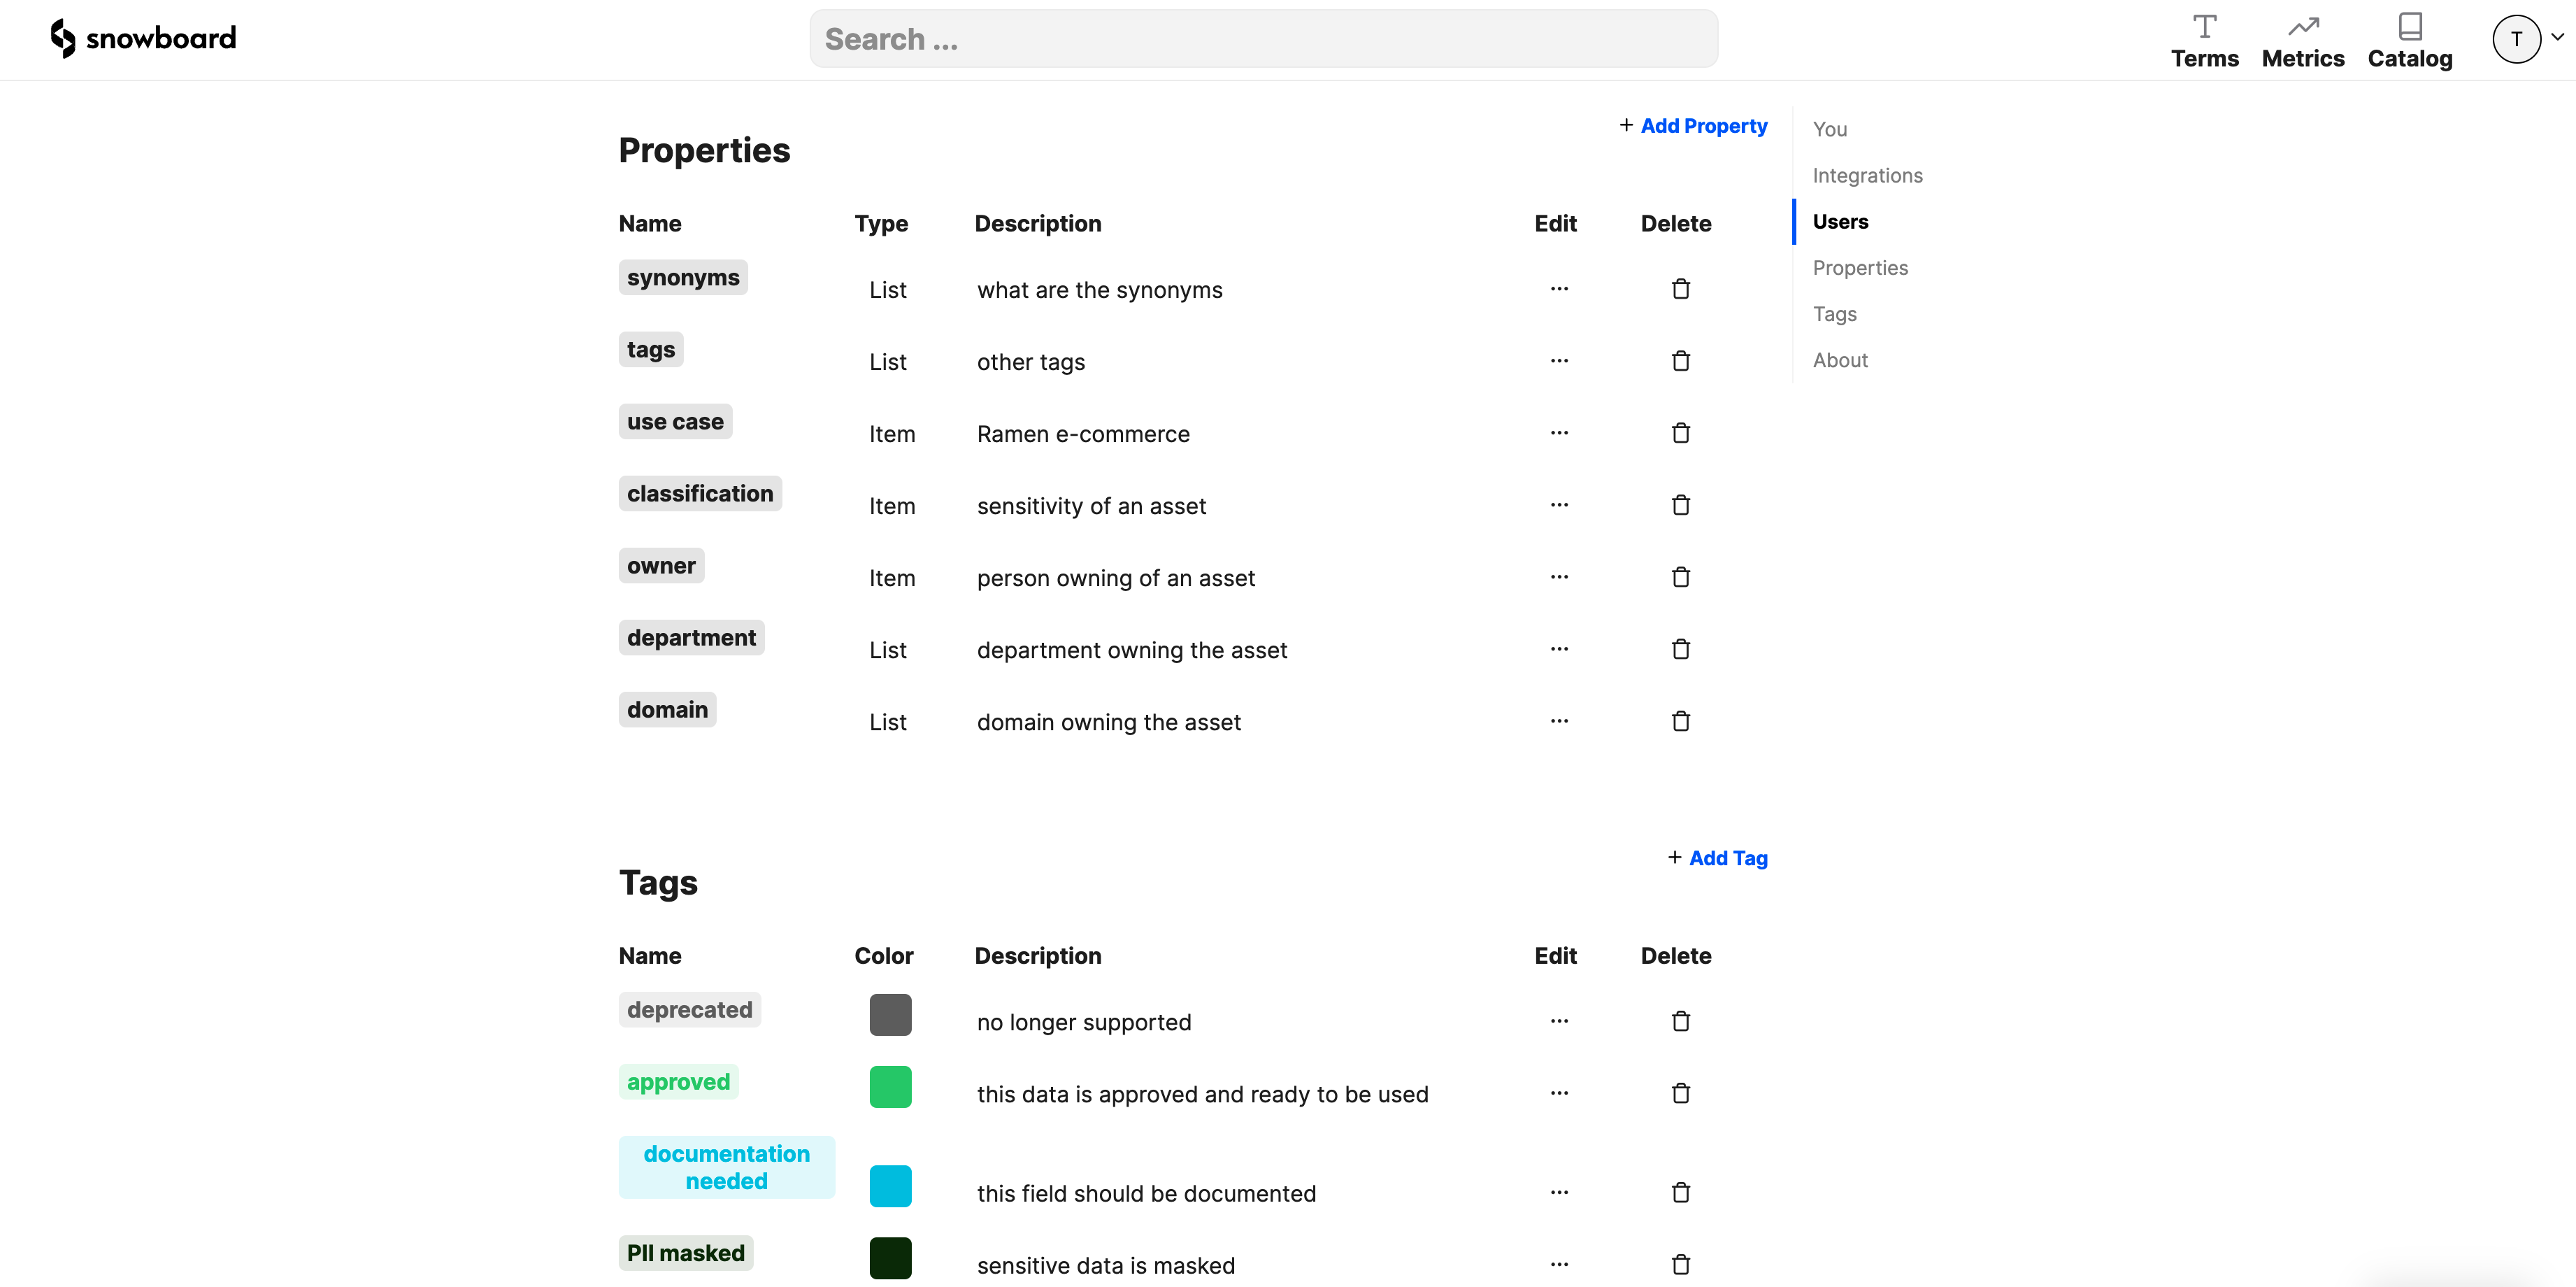 snowboard
Search ...
Terms
Metrics
Catalog
T
Properties
+ Add Property
Name Type Description Edit Delete
synonyms List what are the synonyms ...
tags List other tags ...
use case Item Ramen e-commerce ...
classification Item sensitivity of an asset ...
owner Item person owning of an asset ...
department List department owning the asset ...
domain List domain owning the asset ...
Tags
+ Add Tag
Name Color Description Edit Delete
deprecated no longer supported ...
approved this data is approved and ready to be used ...
documentation
needed this field should be documented ...
PII masked sensitive data is masked ...
You
Integrations
Users
Properties
Tags
About